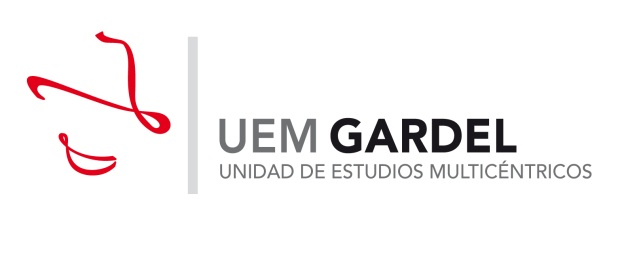 UEM GARDEL
UNIDAD DE ESTUDIOS MULTICÉNTRICOS